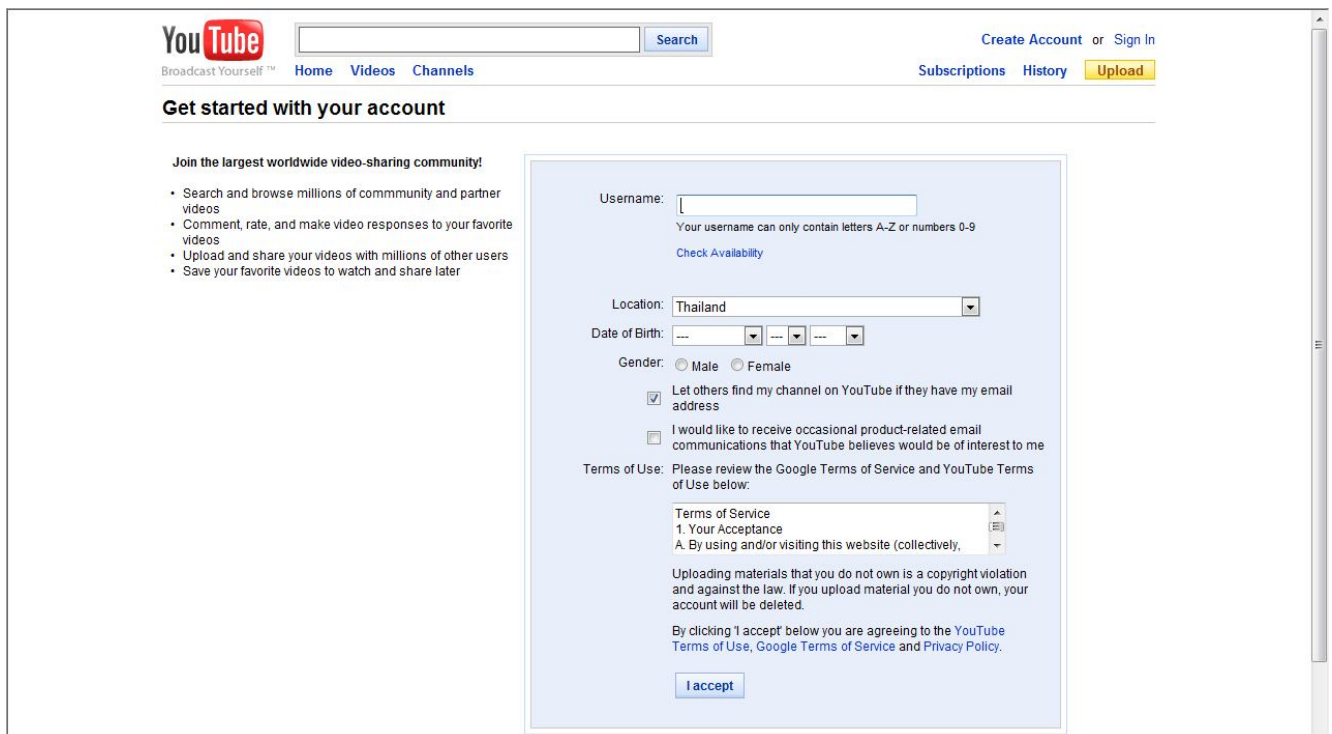 YouTube
Search
Create Account or Sign In
Broadcast Yourself ™
Home Videos Channels
Subscriptions History Upload
Get started with your account
Join the largest worldwide video-sharing community!
• Search and browse millions of commmunity and partner
videos
• Comment, rate, and make video responses to your favorite
videos
• Upload and share your videos with millions of other users
• Save your favorite videos to watch and share later
Username:
Your username can only contain letters A-Z or numbers 0-9
Check Availability
Location: Thailand
Date of Birth: --- --- ---
Gender: Male Female
Let others find my channel on YouTube if they have my email
address
I would like to receive occasional product-related email
communications that YouTube believes would be of interest to me
Terms of Use: Please review the Google Terms of Service and YouTube Terms
of Use below:
Terms of Service
1. Your Acceptance
A. By using and/or visiting this website (collectively,
Uploading materials that you do not own is a copyright violation
and against the law. If you upload material you do not own, your
account will be deleted.
By clicking 'I accept' below you are agreeing to the YouTube
Terms of Use, Google Terms of Service and Privacy Policy.
I accept